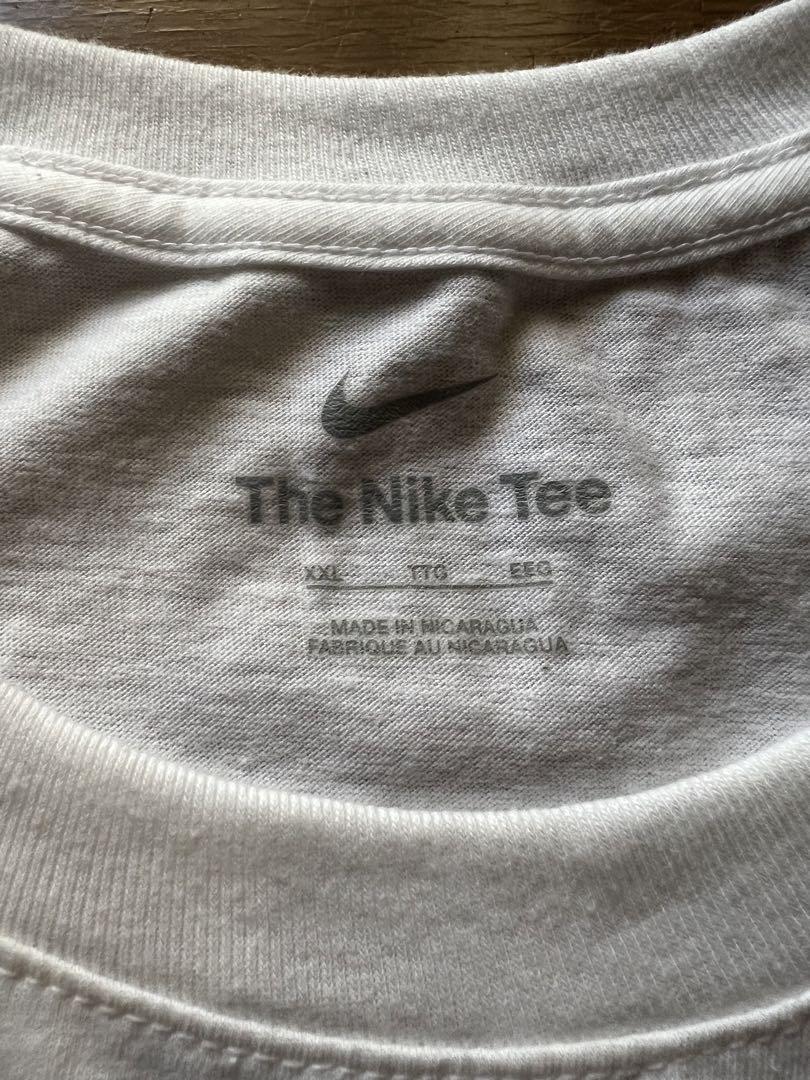 The Nike Tee
XXL TTG EEG
MADE IN NICARAGUA
FABRIQUE AU NICARAGUA